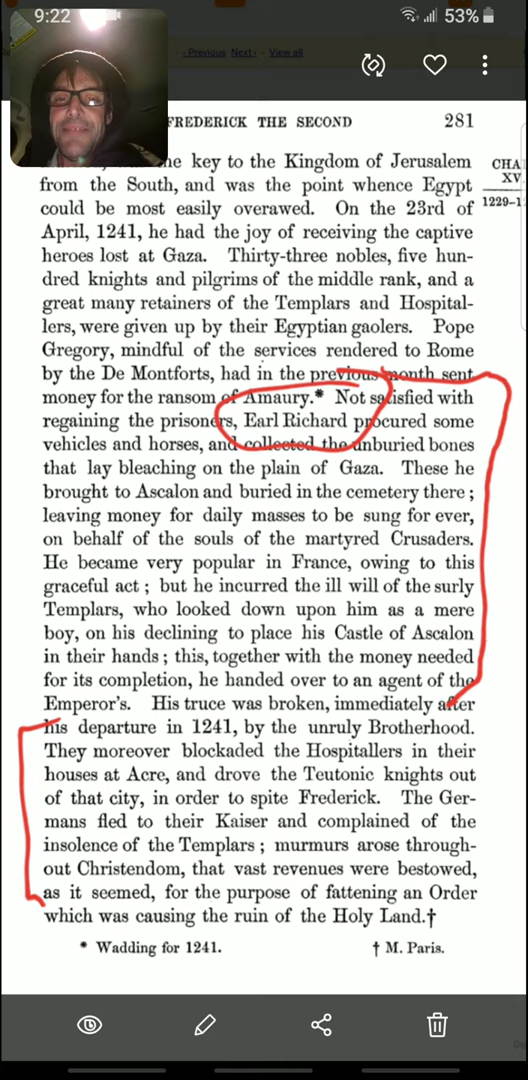 9:22
53%
‹ Previous Next › View all
FREDERICK THE SECOND 281
the key to the Kingdom of Jerusalem
CHA
from the South, and was the point whence Egypt
XV
could be most easily overawed. On the 23rd of
1229-1
April, 1241, he had the joy of receiving the captive
heroes lost at Gaza. Thirty-three nobles, five hun-
dred knights and pilgrims of the middle rank, and a
great many retainers of the Templars and Hospital-
lers, were given up by their Egyptian gaolers. Pope
Gregory, mindful of the services rendered to Rome
by the De Montforts, had in the previous month sent
money for the ransom of Amaury.* Not satisfied with
regaining the prisoners, Earl Richard procured some
vehicles and horses, and collected the unburied bones
that lay bleaching on the plain of Gaza. These he
brought to Ascalon and buried in the cemetery there ;
leaving money for daily masses to be sung for ever,
on behalf of the souls of the martyred Crusaders.
He became very popular in France, owing to this
graceful act ; but he incurred the ill will of the surly
Templars, who looked down upon him as a mere
boy, on his declining to place his Castle of Ascalon
in their hands ; this, together with the money needed
for its completion, he handed over to an agent of the
Emperor's. His truce was broken, immediately after
his departure in 1241, by the unruly Brotherhood.
They moreover blockaded the Hospitallers in their
houses at Acre, and drove the Teutonic knights out
of that city, in order to spite Frederick. The Ger-
mans fled to their Kaiser and complained of the
insolence of the Templars ; murmurs arose through-
out Christendom, that vast revenues were bestowed,
as it seemed, for the purpose of fattening an Order
which was causing the ruin of the Holy Land.†
* Wadding for 1241. † M. Paris.